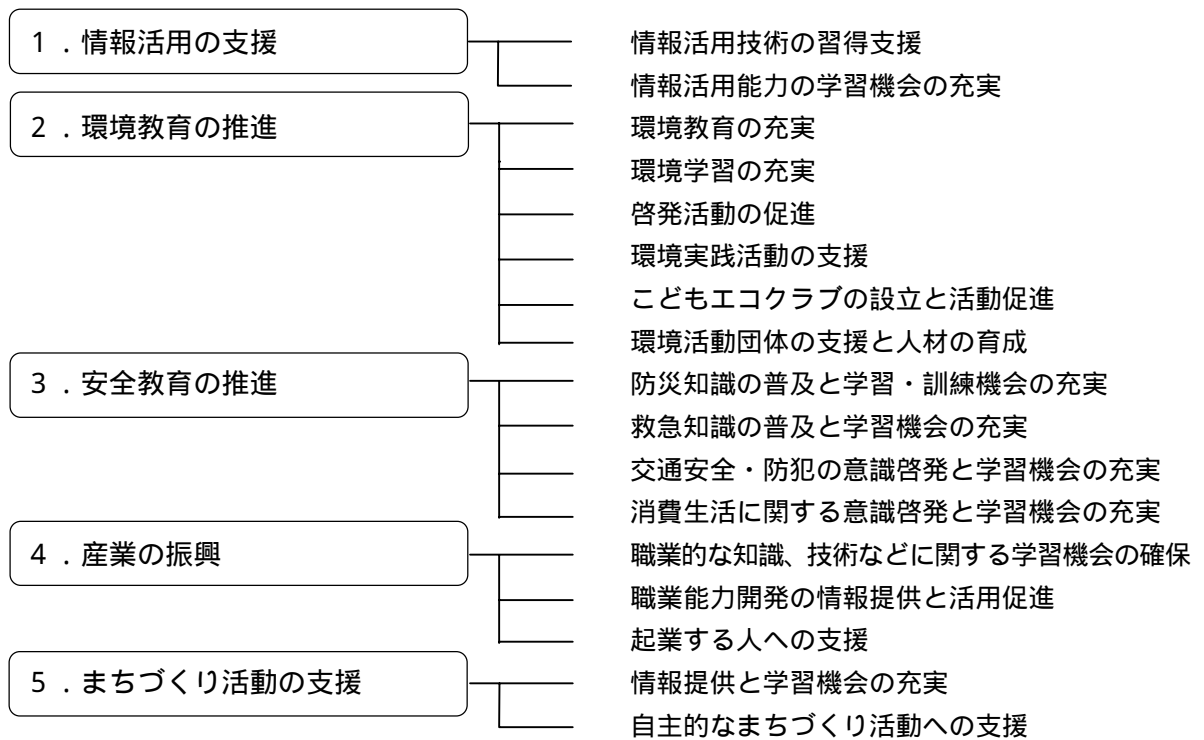 1．情報活用の支援
情報活用技術の習得支援
情報活用能力の学習機会の充実
2．環境教育の推進
環境教育の充実
環境学習の充実
啓発活動の促進
環境実践活動の支援
こどもエコクラブの設立と活動促進
環境活動団体の支援と人材の育成
3．安全教育の推進
防災知識の普及と学習・訓練機会の充実
救急知識の普及と学習機会の充実
交通安全・防犯の意識啓発と学習機会の充実
消費生活に関する意識啓発と学習機会の充実
4．産業の振興
職業的な知識、技術などに関する学習機会の確保
職業能力開発の情報提供と活用促進
起業する人への支援
5．まちづくり活動の支援
情報提供と学習機会の充実
自主的なまちづくり活動への支援